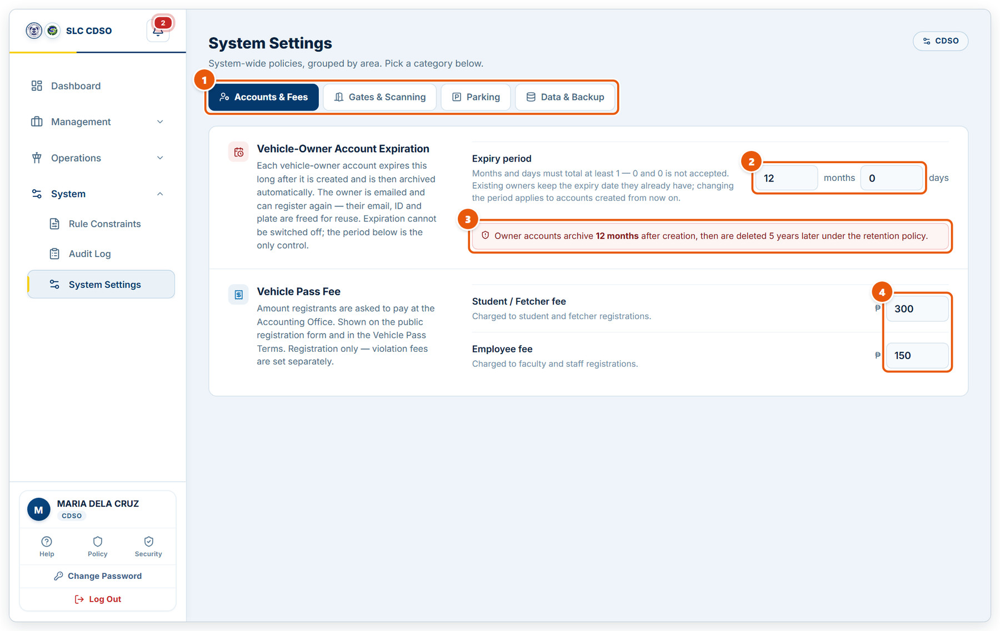 SLC CDSO
2
Dashboard
Management
Operations
System
Rule Constraints
Audit Log
System Settings
MARIA DELA CRUZ
M
CDSO
Help
Policy
Security
Change Password
Log Out
System Settings
CDSO
System-wide policies, grouped by area. Pick a category below.
1
Accounts & Fees
Gates & Scanning
Parking
Data & Backup
Vehicle-Owner Account Expiration
Each vehicle-owner account expires this
long after it is created and is then archived
automatically. The owner is emailed and
can register again — their email, ID and
plate are freed for reuse. Expiration cannot
be switched off; the period below is the
only control.
Expiry period
Months and days must total at least 1 — 0 and 0 is not accepted.
Existing owners keep the expiry date they already have; changing
the period applies to accounts created from now on.
2
12 months 0 days
3
Owner accounts archive 12 months after creation, then are deleted 5 years later under the retention policy.
Vehicle Pass Fee
Amount registrants are asked to pay at the
Accounting Office. Shown on the public
registration form and in the Vehicle Pass
Terms. Registration only — violation fees
are set separately.
Student / Fetcher fee
Charged to student and fetcher registrations.
4
₱ 300
Employee fee
Charged to faculty and staff registrations.
₱ 150